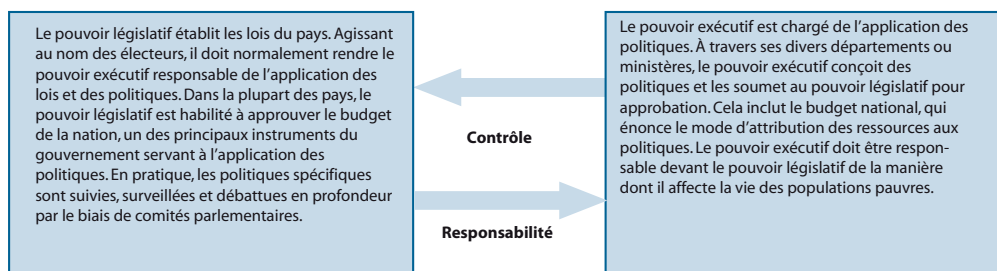 Le pouvoir législatif établit les lois du pays. Agissant
au nom des électeurs, il doit normalement rendre le
pouvoir exécutif responsable de l'application des
lois et des politiques. Dans la plupart des pays, le
pouvoir législatif est habilité à approuver le budget
de la nation, un des principaux instruments du
gouvernement servant à l'application des
politiques. En pratique, les politiques spécifiques
sont suivies, surveillées et débattues en profondeur
par le biais de comités parlementaires.
Contrôle
Responsabilité
Le pouvoir exécutif est chargé de l'application des
politiques. À travers ses divers départements ou
ministères, le pouvoir exécutif conçoit des
politiques et les soumet au pouvoir législatif pour
approbation. Cela inclut le budget national, qui
énonce le mode d'attribution des ressources aux
politiques. Le pouvoir exécutif doit être respon-
sable devant le pouvoir législatif de la manière
dont il affecte la vie des populations pauvres.